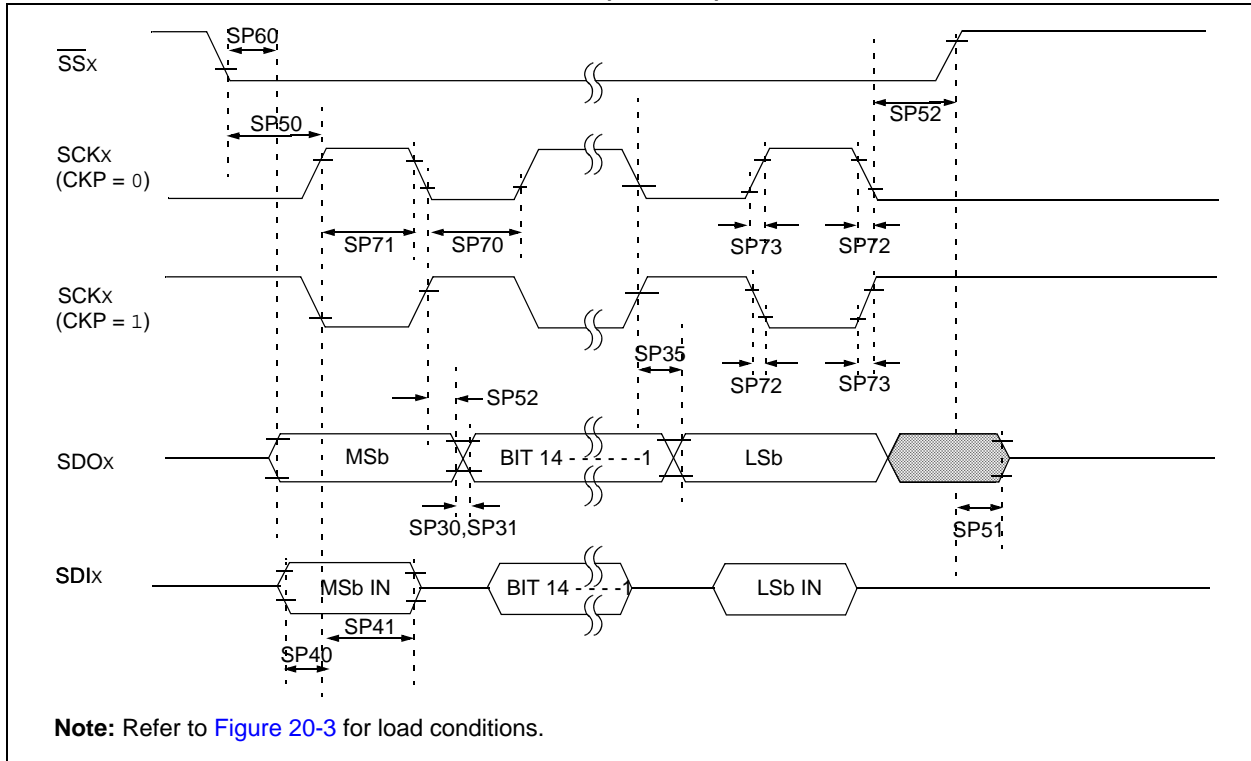 SP60
SSX
SP52
SP50
SCKX
(CKP = 0)
SP71
SP70
SP73
SP72
SCKX
(CKP = 1)
SP35
SP72
SP73
SP52
SDOX
MSb
BIT 14 - - - - - -1
LSb
SP30,SP31
SP51
SDIX
MSb IN
BIT 14 - - - - -1
LSb IN
SP41
SP40
Note: Refer to Figure 20-3 for load conditions.